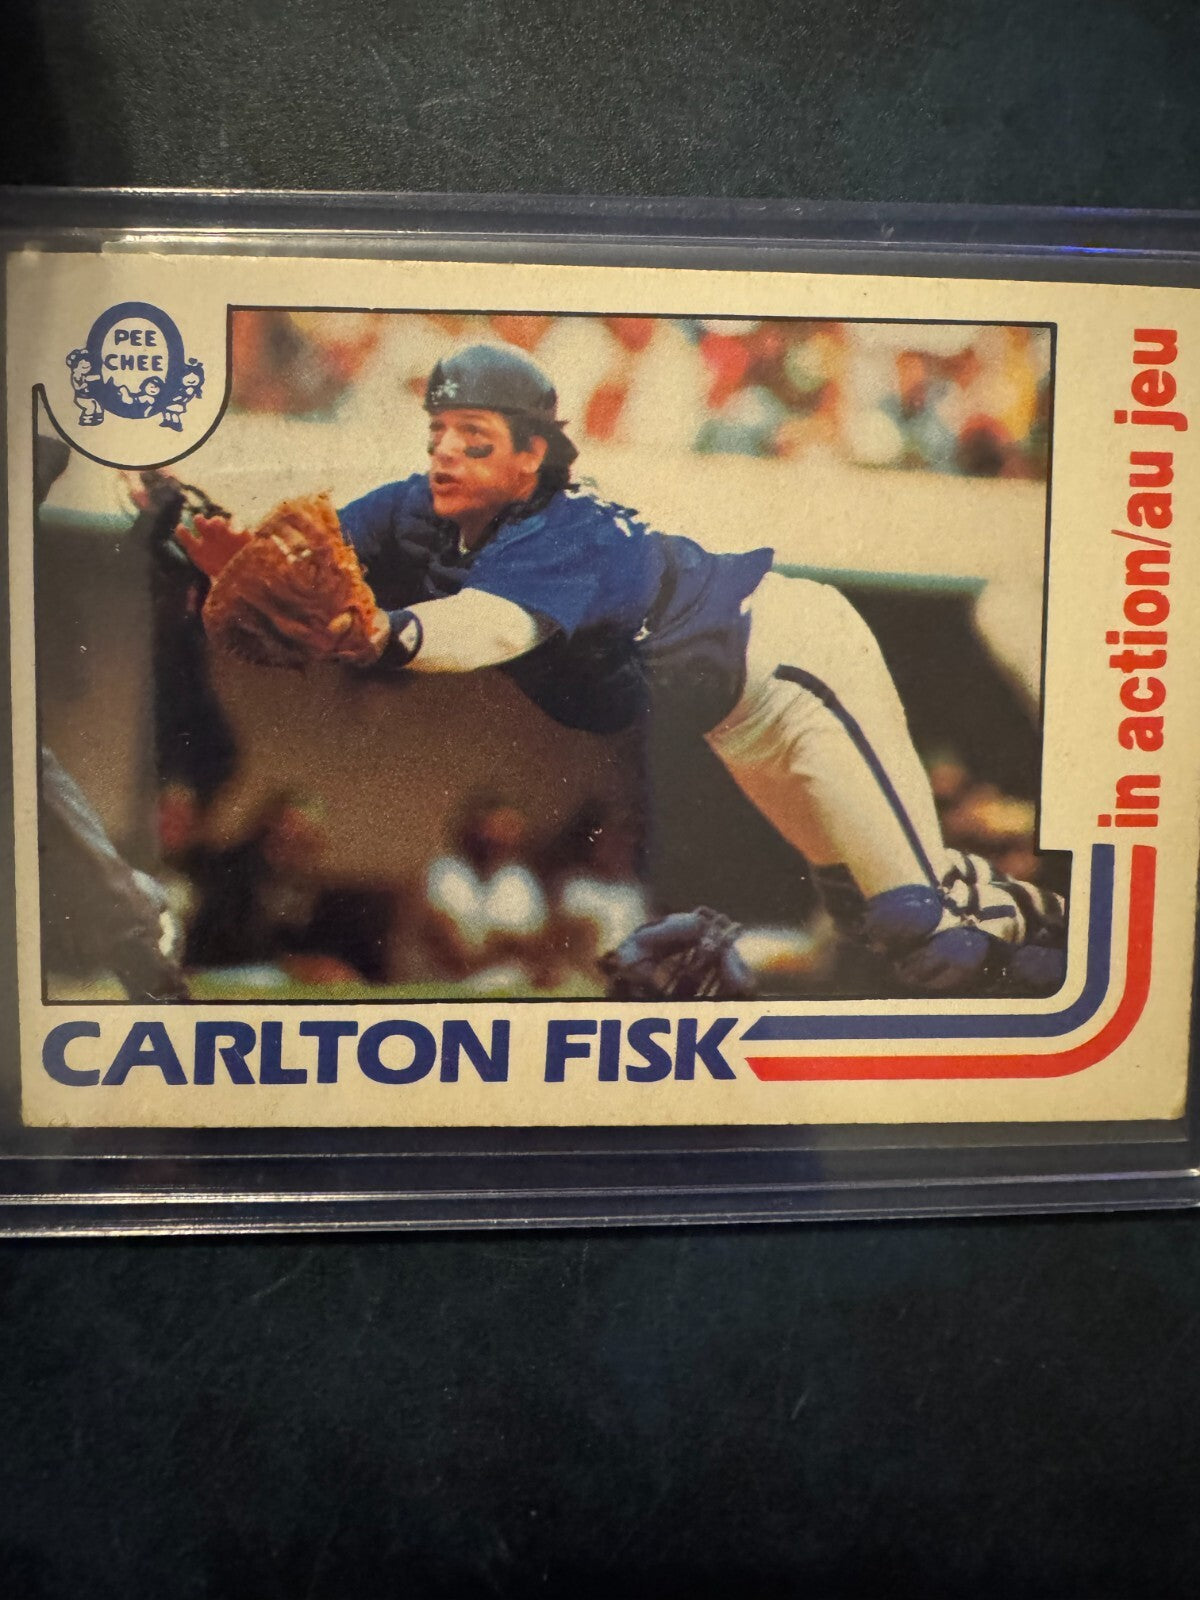 PEE
CHEE
in action/au jeu
CARLTON FISK